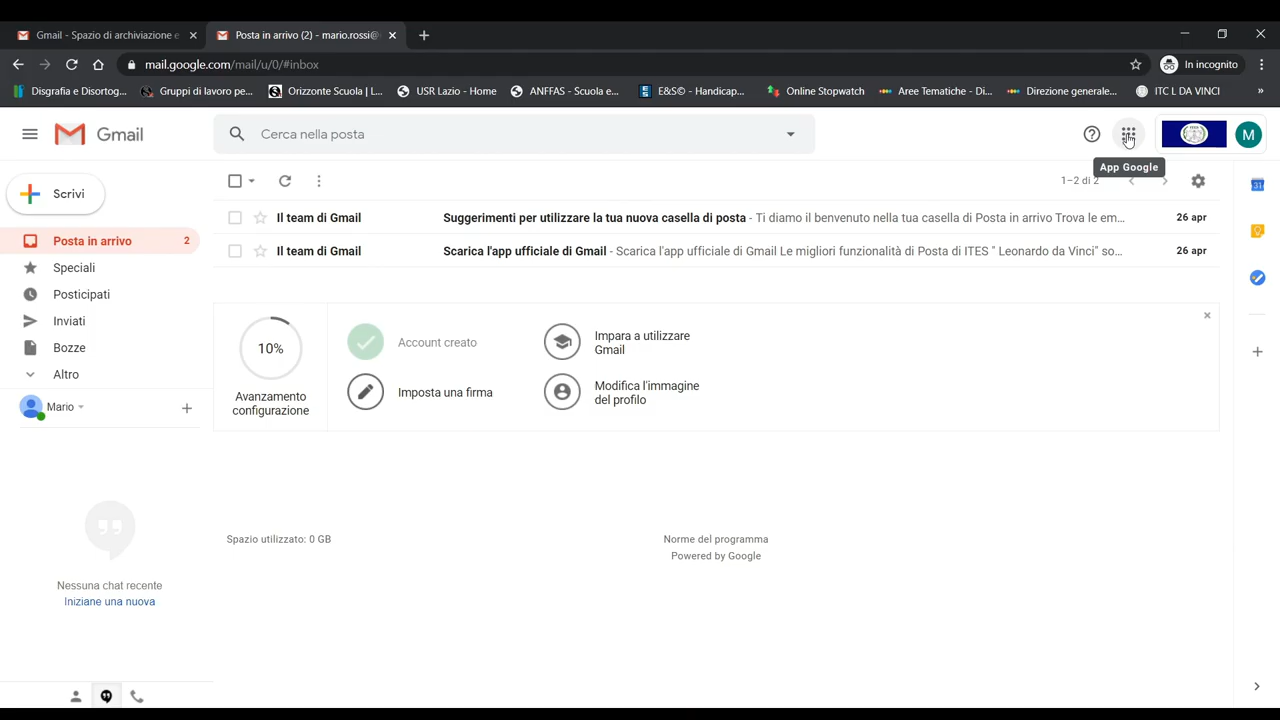 Gmail - Spazio di archiviazione e
Posta in arrivo (2) - mario.rossi@
mail.google.com/mail/u/0/#inbox
In incognito
Disgrafia e Disortog...
Gruppi di lavoro pe...
Orizzonte Scuola | L...
USR Lazio - Home
ANFFAS - Scuola e...
E&S© - Handicap...
Online Stopwatch
Aree Tematiche - Di...
Direzione generale...
ITC L DA VINCI
»
Gmail
Cerca nella posta
M
App Google
Scrivi
1–2 di 2
Posta in arrivo 2
Speciali
Posticipati
Inviati
Bozze
Altro
Mario
Il team di Gmail Suggerimenti per utilizzare la tua nuova casella di posta - Ti diamo il benvenuto nella tua casella di Posta in arrivo Trova le em... 26 apr
Il team di Gmail Scarica l'app ufficiale di Gmail - Scarica l'app ufficiale di Gmail Le migliori funzionalità di Posta di ITES " Leonardo da Vinci" so... 26 apr
10%
Avanzamento
configurazione
Account creato
Impara a utilizzare
Gmail
Imposta una firma
Modifica l'immagine
del profilo
Spazio utilizzato: 0 GB
Norme del programma
Powered by Google
Nessuna chat recente
Iniziane una nuova
31